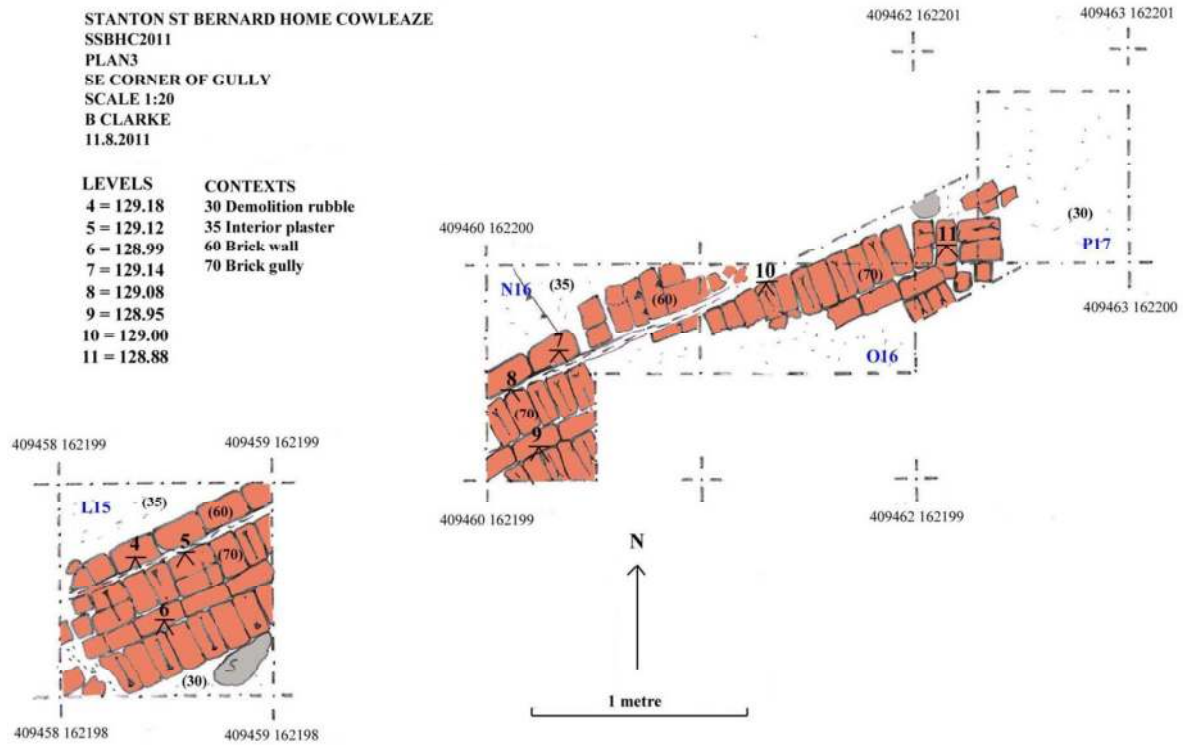 STANTON ST BERNARD HOME COWLEAZE
SSBHC2011
PLAN3
SE CORNER OF GULLY
SCALE 1:20
B CLARKE
11.8.2011
LEVELS
4 = 129.18
5 = 129.12
6 = 128.99
7 = 129.14
8 = 129.08
9 = 128.95
10 = 129.00
11 = 128.88
CONTEXTS
30 Demolition rubble
35 Interior plaster
60 Brick wall
70 Brick gully
409462 162201
409463 162201
(30)
P17
11
409460 162200
10
(70)
N16
(35)
(60)
409463 162200
7
O16
8
(70)
9
409458 162199
409459 162199
409460 162199
409462 162199
L15
(35)
(60)
4
5
(70)
6
S
(30)
N
1 metre
409458 162198
409459 162198